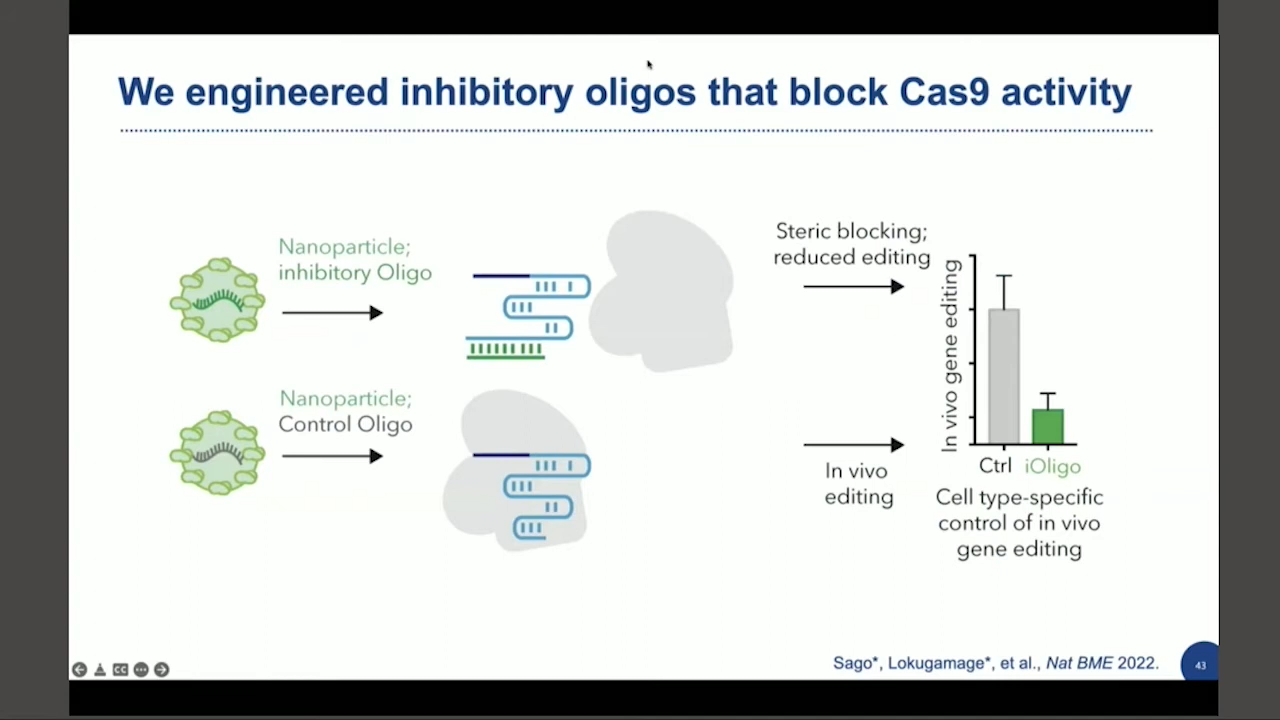 We engineered inhibitory oligos that block Cas9 activity
Nanoparticle;
inhibitory Oligo
Steric blocking;
reduced editing
Nanoparticle;
Control Oligo
In vivo
editing
In vivo gene editing
Ctrl iOligo
Cell type-specific
control of in vivo
gene editing
CC
Sago*, Lokugamage*, et al., Nat BME 2022.
43